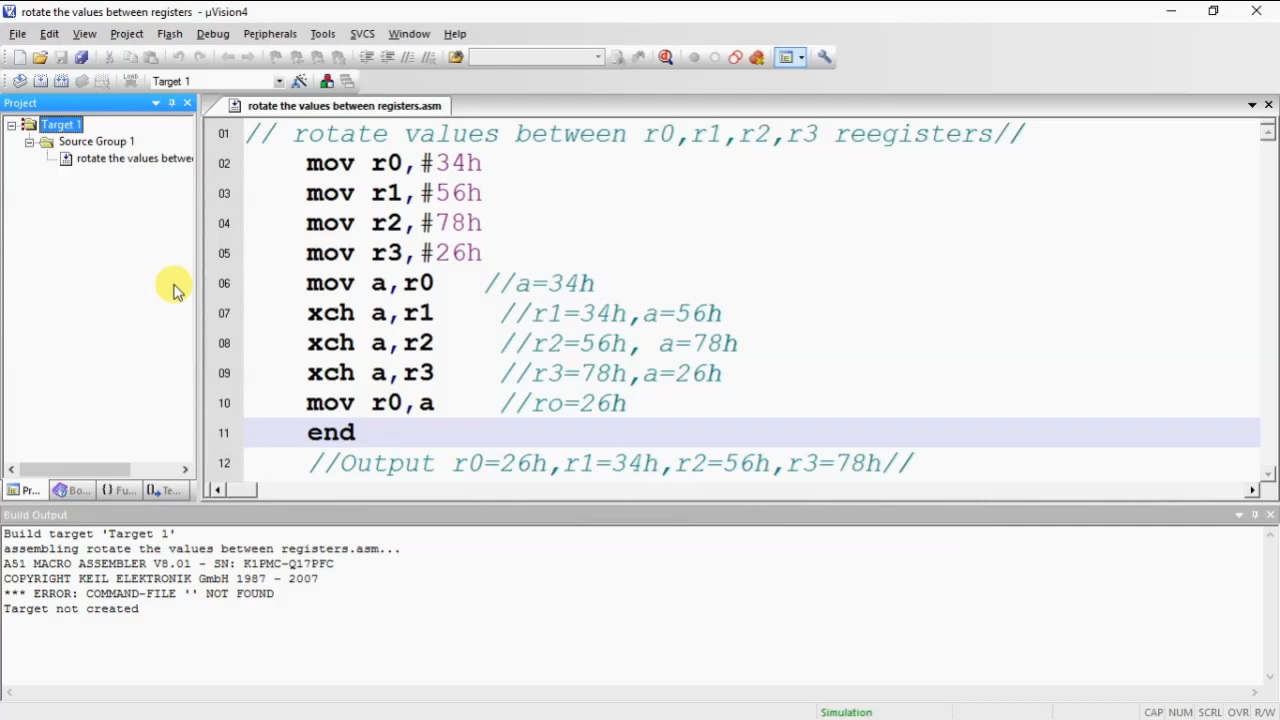 rotate the values between registers - µVision4
File Edit View Project Flash Debug Peripherals Tools SVCS Window Help
Target 1
Project
rotate the values between registers.asm
Target 1
Source Group 1
rotate the values betwe
01 // rotate values between r0,r1,r2,r3 reegisters//
02 mov r0,#34h
03 mov r1,#56h
04 mov r2,#78h
05 mov r3,#26h
06 mov a,r0 //a=34h
07 xch a,r1 //r1=34h,a=56h
08 xch a,r2 //r2=56h, a=78h
09 xch a,r3 //r3=78h,a=26h
10 mov r0,a //ro=26h
11 end
12 //Output r0=26h,r1=34h,r2=56h,r3=78h//
Pr... Bo... {} Fu... Te...
Build Output
Build target 'Target 1'
assembling rotate the values between registers.asm...
A51 MACRO ASSEMBLER V8.01 - SN: K1PMC-Q17PFC
COPYRIGHT KEIL ELEKTRONIK GmbH 1987 - 2007
*** ERROR: COMMAND-FILE '' NOT FOUND
Target not created
Simulation
CAP NUM SCRL OVR R/W